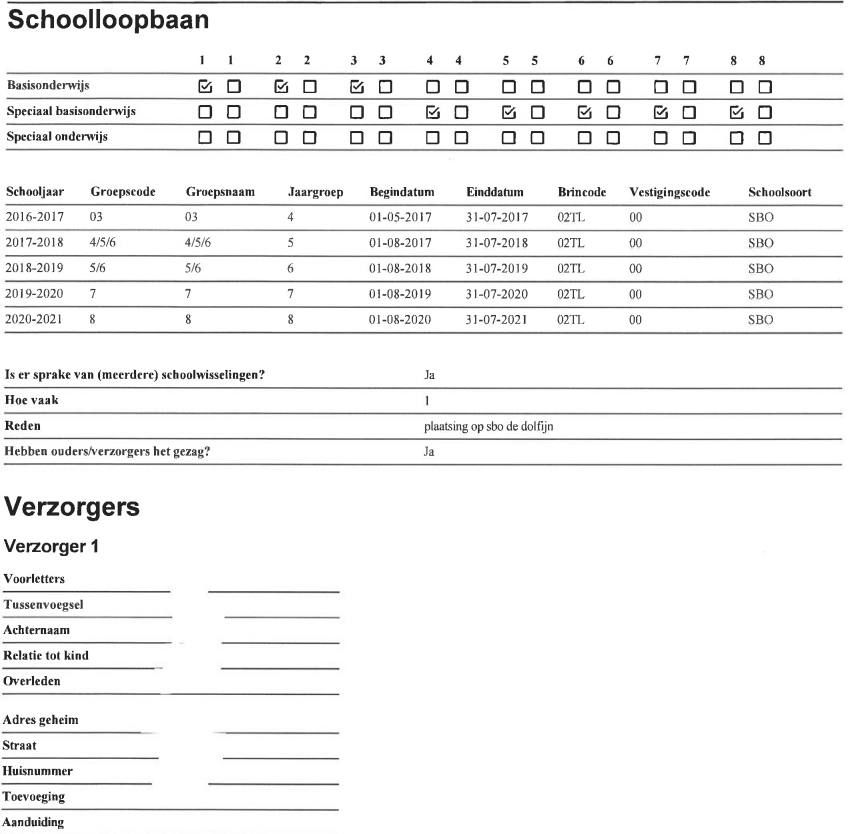 Schoolloopbaan
1 1 2 2 3 3 4 4 5 5 6 6 7 7 8 8
Basisonderwijs ☑ ☐ ☑ ☐ ☑ ☐ ☐ ☐ ☐ ☐ ☐ ☐ ☐ ☐ ☐ ☐
Speciaal basisonderwijs ☐ ☐ ☐ ☐ ☐ ☐ ☑ ☐ ☑ ☐ ☑ ☐ ☑ ☐ ☑ ☐
Speciaal onderwijs ☐ ☐ ☐ ☐ ☐ ☐ ☐ ☐ ☐ ☐ ☐ ☐ ☐ ☐ ☐ ☐
Schooljaar Groepscode Groepsnaam Jaargroep Begindatum Einddatum Brincode Vestigingscode Schoolsoort
2016-2017 03 03 4 01-05-2017 31-07-2017 02TL 00 SBO
2017-2018 4/5/6 4/5/6 5 01-08-2017 31-07-2018 02TL 00 SBO
2018-2019 5/6 5/6 6 01-08-2018 31-07-2019 02TL 00 SBO
2019-2020 7 7 7 01-08-2019 31-07-2020 02TL 00 SBO
2020-2021 8 8 8 01-08-2020 31-07-2021 02TL 00 SBO
Is er sprake van (meerdere) schoolwisselingen? Ja
Hoe vaak 1
Reden plaatsing op sbo de dolfijn
Hebben ouders/verzorgers het gezag? Ja
Verzorgers
Verzorger 1
Voorletters
Tussenvoegsel
Achternaam
Relatie tot kind
Overleden
Adres geheim
Straat
Huisnummer
Toevoeging
Aanduiding